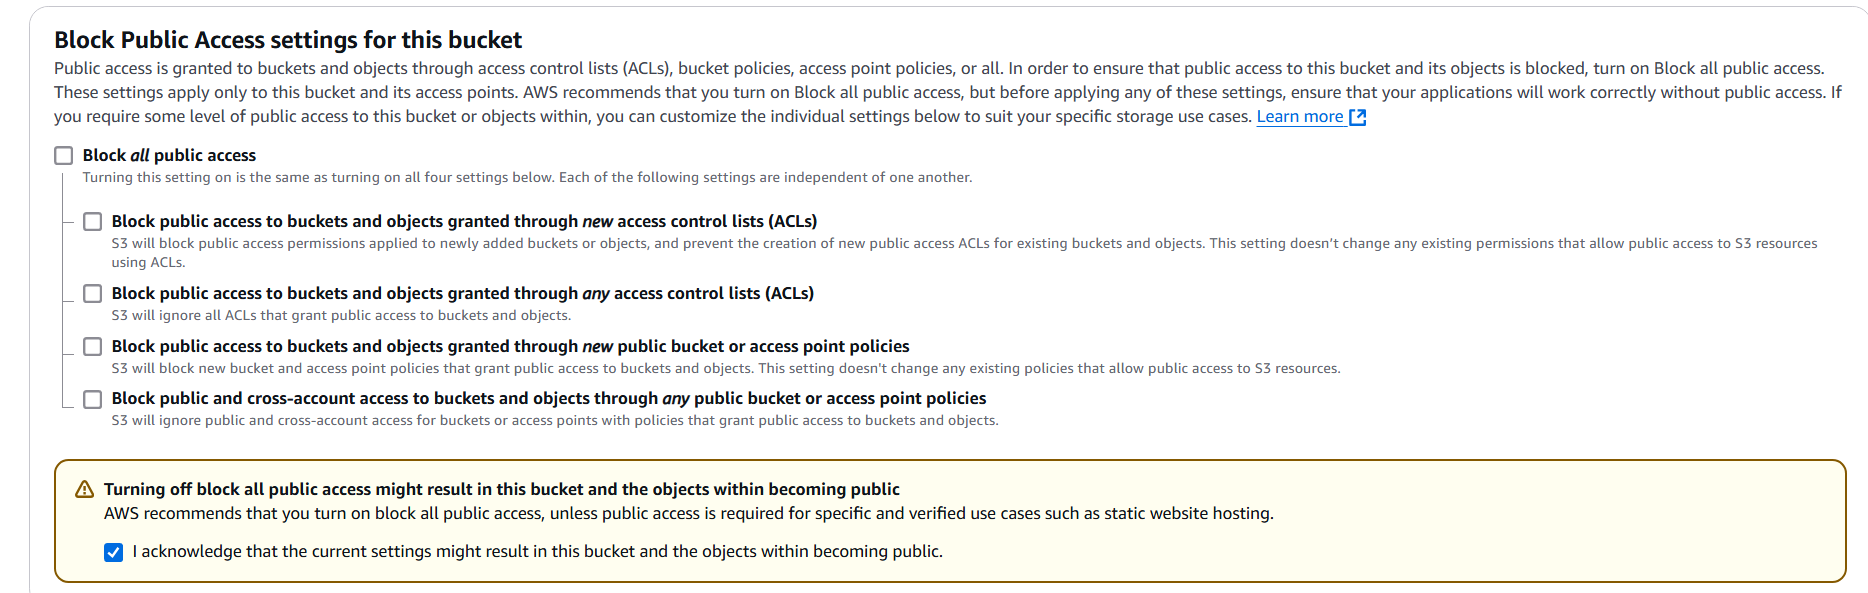 Block Public Access settings for this bucket
Public access is granted to buckets and objects through access control lists (ACLs), bucket policies, access point policies, or all. In order to ensure that public access to this bucket and its objects is blocked, turn on Block all public access.
These settings apply only to this bucket and its access points. AWS recommends that you turn on Block all public access, but before applying any of these settings, ensure that your applications will work correctly without public access. If
you require some level of public access to this bucket or objects within, you can customize the individual settings below to suit your specific storage use cases. Learn more
Block all public access
Turning this setting on is the same as turning on all four settings below. Each of the following settings are independent of one another.
Block public access to buckets and objects granted through new access control lists (ACLs)
S3 will block public access permissions applied to newly added buckets or objects, and prevent the creation of new public access ACLs for existing buckets and objects. This setting doesn't change any existing permissions that allow public access to S3 resources
using ACLs.
Block public access to buckets and objects granted through any access control lists (ACLs)
S3 will ignore all ACLs that grant public access to buckets and objects.
Block public access to buckets and objects granted through new public bucket or access point policies
S3 will block new bucket and access point policies that grant public access to buckets and objects. This setting doesn't change any existing policies that allow public access to S3 resources.
Block public and cross-account access to buckets and objects through any public bucket or access point policies
S3 will ignore public and cross-account access for buckets or access points with policies that grant public access to buckets and objects.
Turning off block all public access might result in this bucket and the objects within becoming public
AWS recommends that you turn on block all public access, unless public access is required for specific and verified use cases such as static website hosting.
I acknowledge that the current settings might result in this bucket and the objects within becoming public.